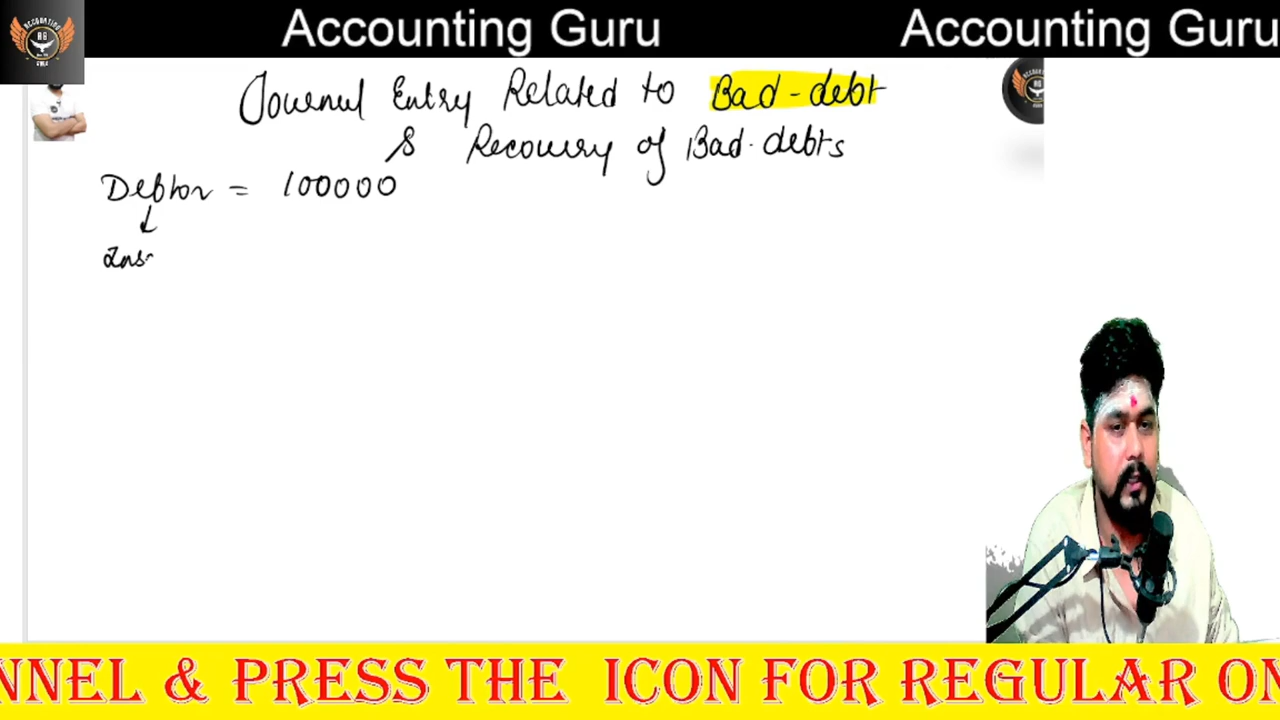 Accounting Guru
Accounting Guru
Journal Entry Related to Bad-debt
& Recovery of Bad-debts
Debtor = 100000
Ins
NNEL & PRESS THE ICON FOR REGULAR ON